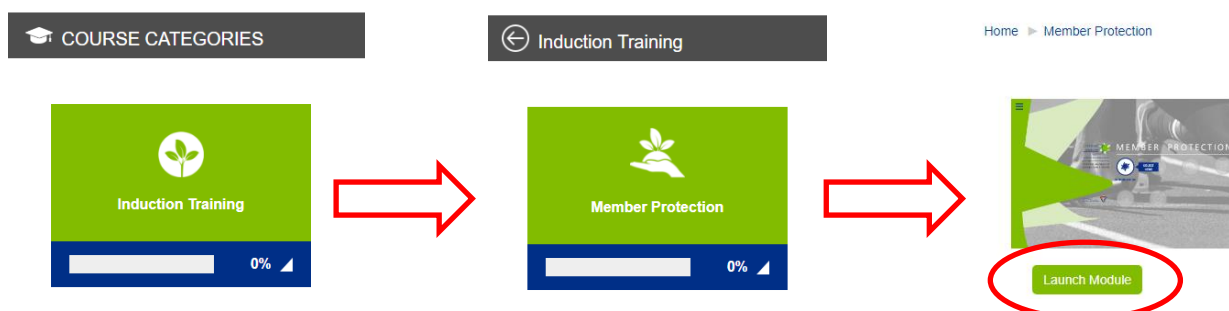 COURSE CATEGORIES
Induction Training
0%
Induction Training
Member Protection
0%
Home ▶ Member Protection
MEMBER PROTECTION
Launch Module